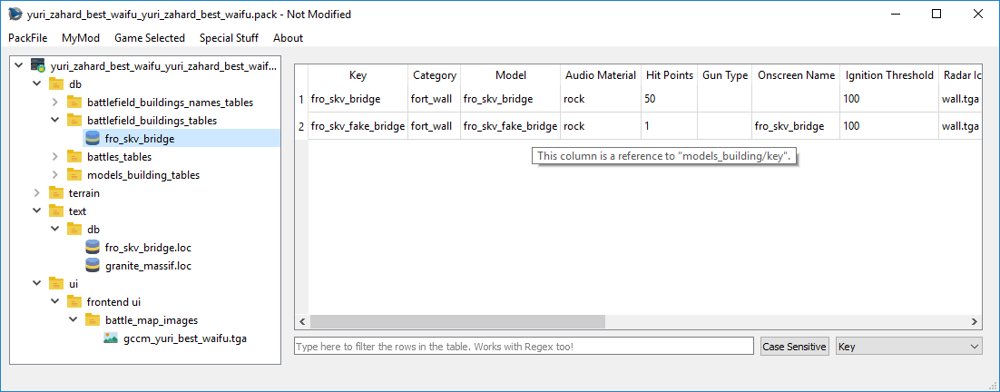 yuri_zahard_best_waifu_yuri_zahard_best_waifu.pack - Not Modified
PackFile MyMod Game Selected Special Stuff About
yuri_zahard_best_waifu_yuri_zahard_best_waif...
db
battlefield_buildings_names_tables
battlefield_buildings_tables
fro_skv_bridge
battles_tables
models_building_tables
terrain
text
db
fro_skv_bridge.loc
granite_massif.loc
ui
frontend ui
battle_map_images
gccm_yuri_best_waifu.tga
Key Category Model Audio Material Hit Points Gun Type Onscreen Name Ignition Threshold Radar Ic
1 fro_skv_bridge fort_wall fro_skv_bridge rock 50 100 wall.tga
2 fro_skv_fake_bridge fort_wall fro_skv_fake_bridge rock 1 fro_skv_bridge 100 wall.tga
This column is a reference to "models_building/key".
Type here to filter the rows in the table. Works with Regex too! Case Sensitive Key